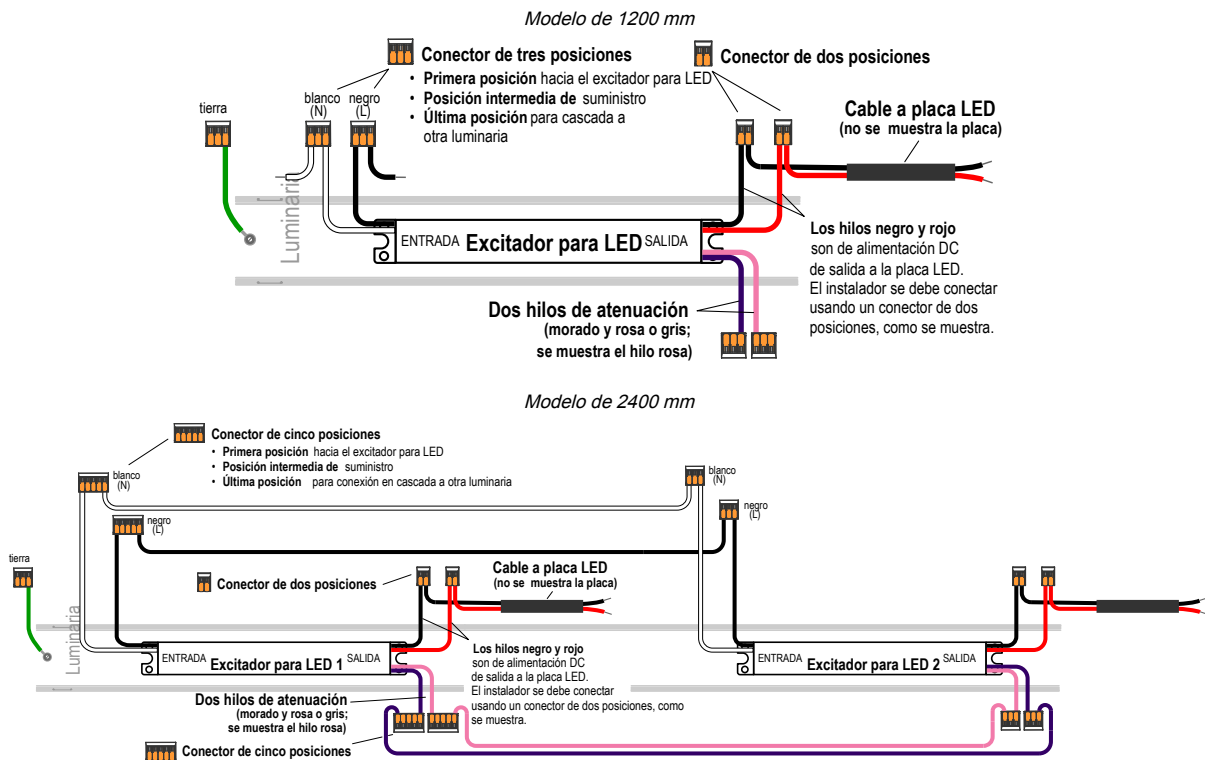 Modelo de 1200 mm
Conector de tres posiciones
• Primera posición hacia el excitador para LED
• Posición intermedia de suministro
• Última posición para cascada a
otra luminaria
Conector de dos posiciones
tierra
blanco
(N)
negro
(L)
Cable a placa LED
(no se muestra la placa)
Luminaria
ENTRADA Excitador para LED SALIDA
Los hilos negro y rojo
son de alimentación DC
de salida a la placa LED.
El instalador se debe conectar
usando un conector de dos
posiciones, como se muestra.
Dos hilos de atenuación
(morado y rosa o gris;
se muestra el hilo rosa)
Modelo de 2400 mm
Conector de cinco posiciones
• Primera posición hacia el excitador para LED
• Posición intermedia de suministro
• Última posición para conexión en cascada a otra luminaria
blanco
(N)
blanco
(N)
negro
(L)
negro
(L)
tierra
Conector de dos posiciones
Cable a placa LED
(no se muestra la placa)
Luminaria
ENTRADA Excitador para LED 1 SALIDA
Los hilos negro y rojo
son de alimentación DC
de salida a la placa LED.
El instalador se debe conectar
usando un conector de dos posiciones, como
se muestra.
ENTRADA Excitador para LED 2 SALIDA
Dos hilos de atenuación
(morado y rosa o gris;
se muestra el hilo rosa)
Conector de cinco posiciones